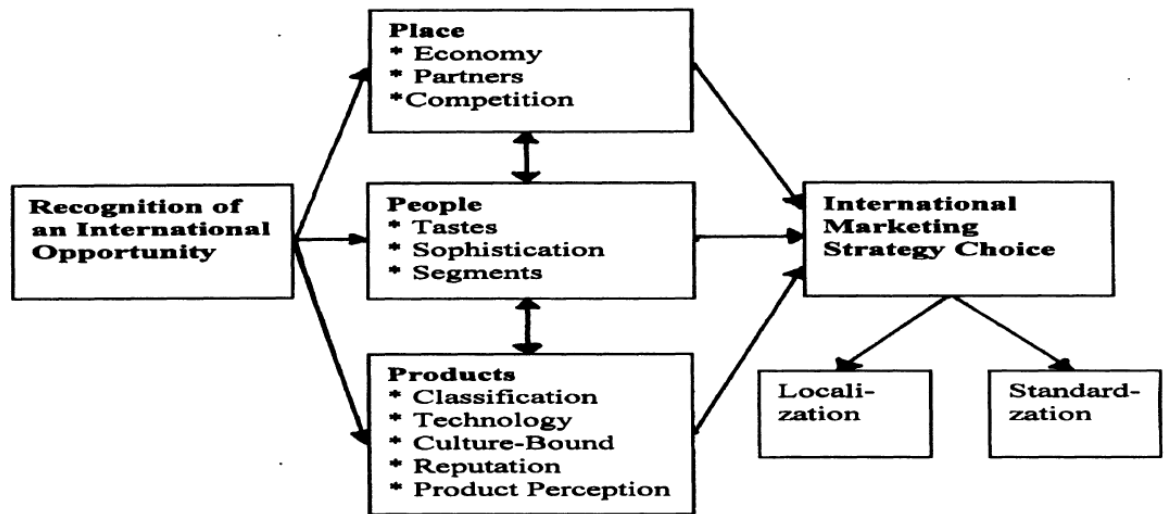 Place
* Economy
* Partners
*Competition
Recognition of
an International
Opportunity
People
* Tastes
* Sophistication
* Segments
International
Marketing
Strategy Choice
Products
* Classification
* Technology
* Culture-Bound
* Reputation
* Product Perception
Locali-
zation
Standard-
zation